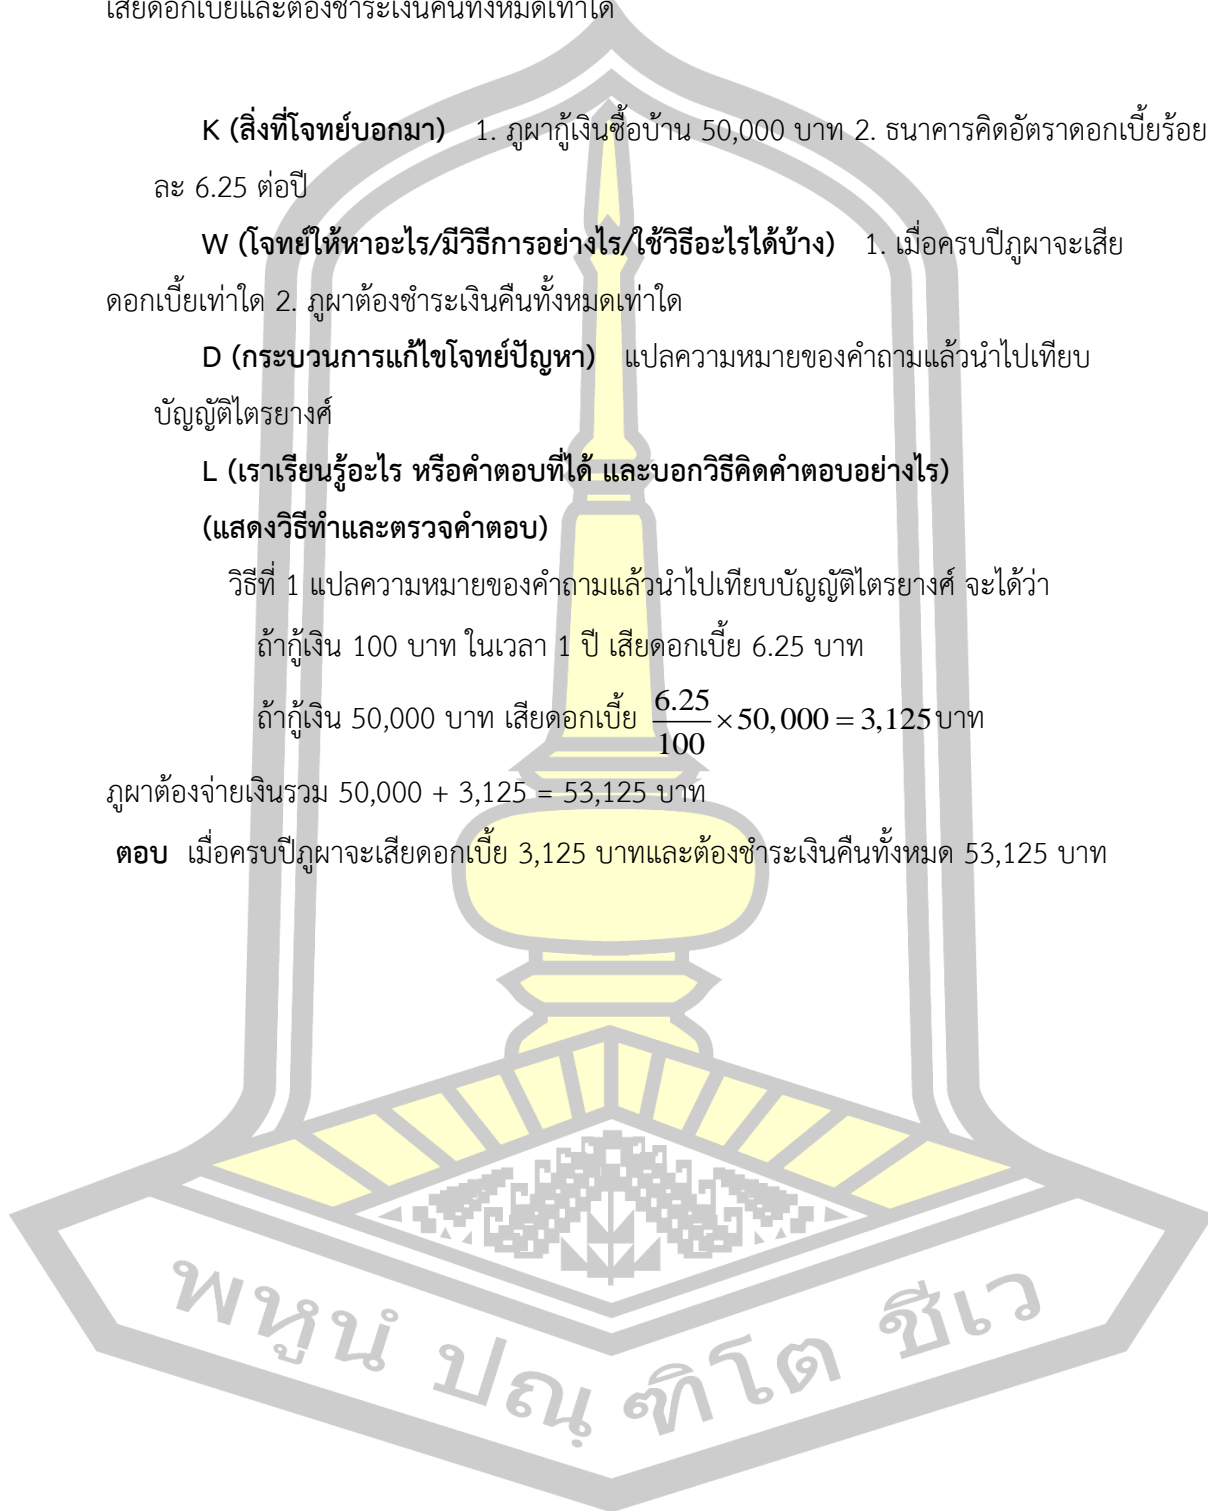 เสียดอกเบี้ยและต้องชำระเงินคืนทั้งหมดเท่าใด
K (สิ่งที่โจทย์บอกมา) 1. ภูผากู้เงินซื้อบ้าน 50,000 บาท 2. ธนาคารคิดอัตราดอกเบี้ยร้อย
ละ 6.25 ต่อปี
W (โจทย์ให้หาอะไร/มีวิธีการอย่างไร/ใช้วิธีอะไรได้บ้าง) 1. เมื่อครบปีภูผาจะเสีย
ดอกเบี้ยเท่าใด 2. ภูผาต้องชำระเงินคืนทั้งหมดเท่าใด
D (กระบวนการแก้ไขโจทย์ปัญหา) แปลความหมายของคำถามแล้วนำไปเทียบ
บัญญัติไตรยางศ์
L (เราเรียนรู้อะไร หรือคำตอบที่ได้ และบอกวิธีคิดคำตอบอย่างไร)
(แสดงวิธีทำและตรวจคำตอบ)
วิธีที่ 1 แปลความหมายของคำถามแล้วนำไปเทียบบัญญัติไตรยางศ์ จะได้ว่า
ถ้ากู้เงิน 100 บาท ในเวลา 1 ปี เสียดอกเบี้ย 6.25 บาท
ถ้ากู้เงิน 50,000 บาท เสียดอกเบี้ย 6.25/100 × 50,000 = 3,125 บาท
ภูผาต้องจ่ายเงินรวม 50,000 + 3,125 = 53,125 บาท
ตอบ เมื่อครบปีภูผาจะเสียดอกเบี้ย 3,125 บาทและต้องชำระเงินคืนทั้งหมด 53,125 บาท
พหูนํ ปณฺฑิโต ชีเว